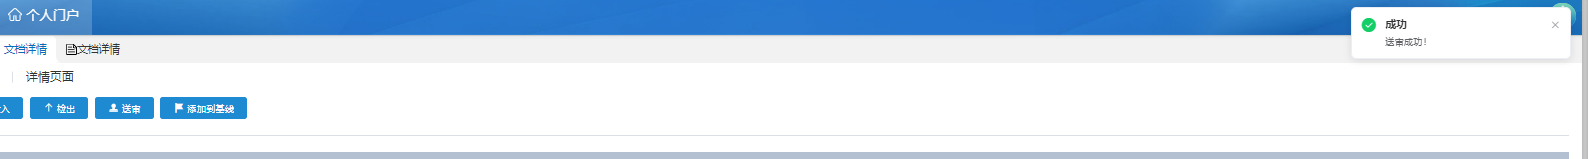 个人门户
成功
送审成功！
文档详情 文档详情
详情页面
入 检出 送审 添加到基线